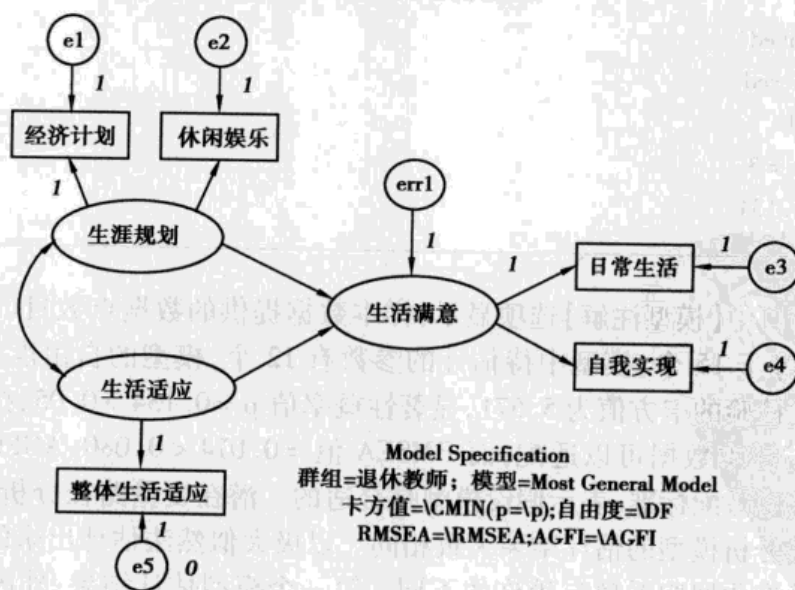 e1
e2
1
1
经济计划
休闲娱乐
1
err1
生涯规划
1
1
日常生活
1
e3
生活满意
自我实现
1
e4
生活适应
1
整体生活适应
1
e5
0
Model Specification
群组=退休教师；模型=Most General Model
卡方值=\CMIN(p=\p);自由度=\DF
RMSEA=\RMSEA;AGFI=\AGFI